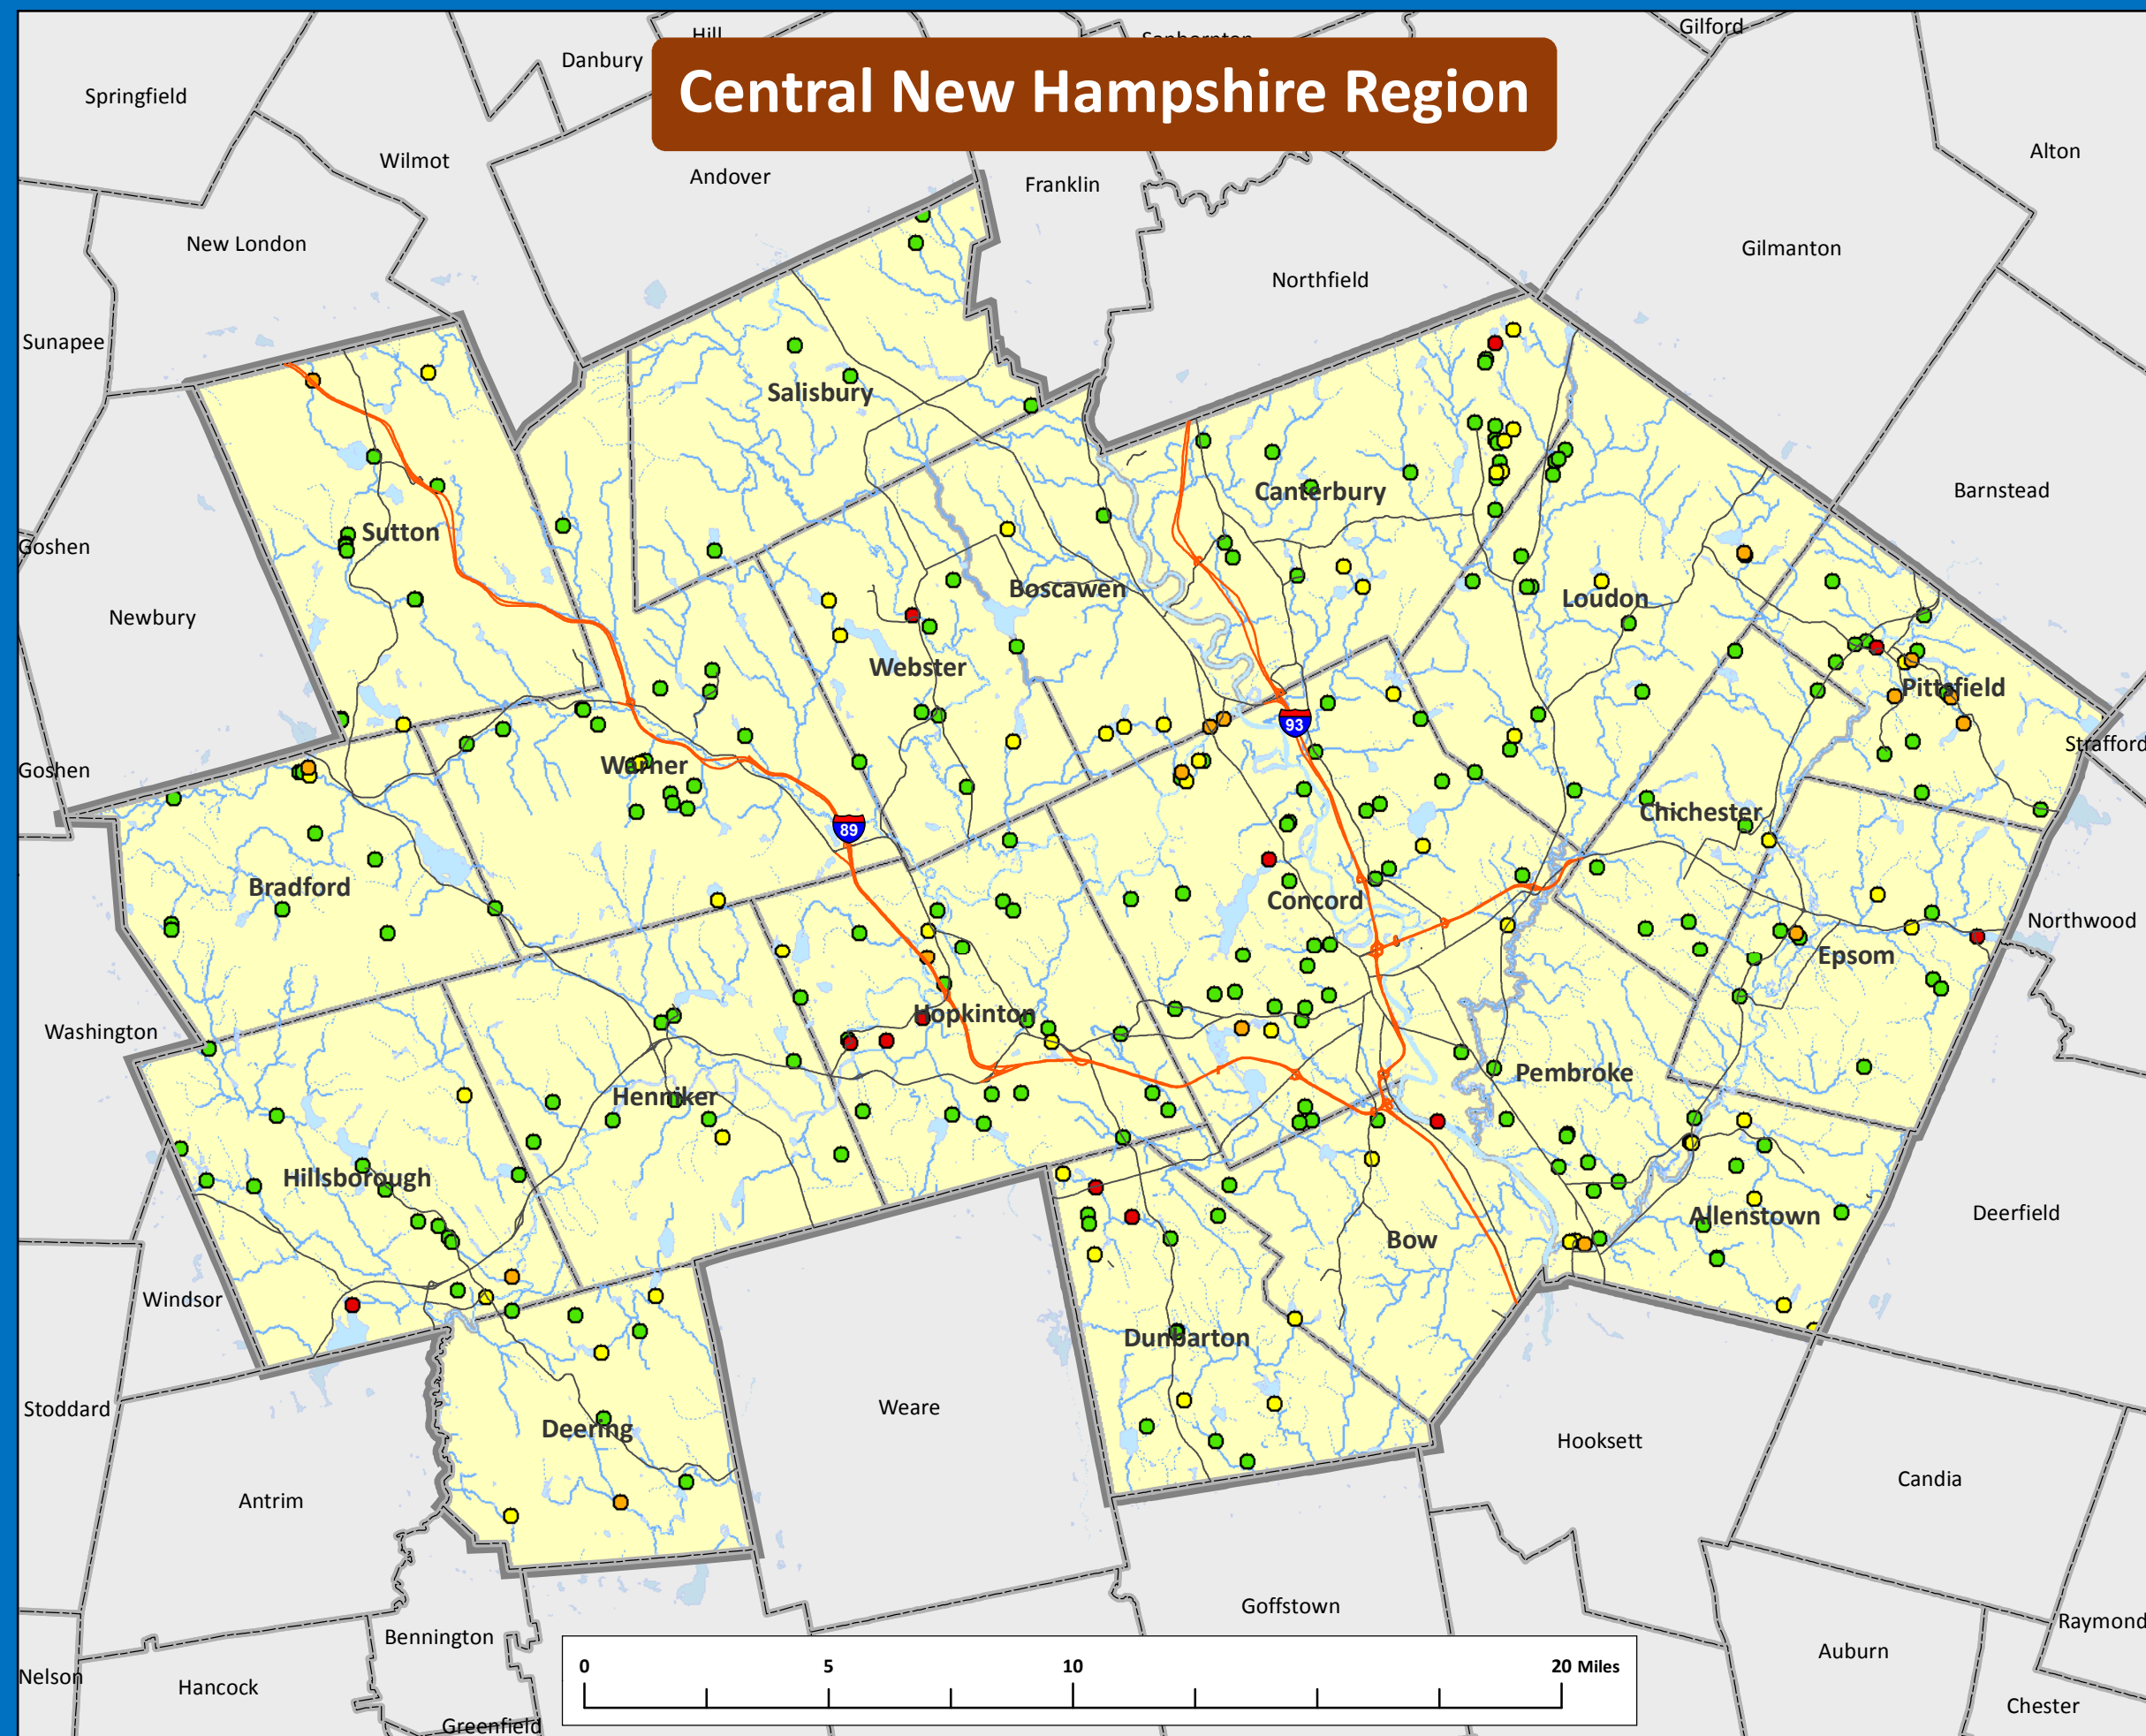 Gilford
Hill
Sanbornton
Danbury
Central New Hampshire Region
Springfield
Alton
Wilmot
Andover
Franklin
New London
Gilmanton
Northfield
Sunapee
Salisbury
Canterbury
Barnstead
Sutton
Goshen
Boscawen
Loudon
Newbury
Webster
Pittsfield
93
Strafford
Warner
Goshen
Chichester
89
Bradford
Concord
Northwood
Epsom
Hopkinton
Washington
Pembroke
Henniker
Hillsborough
Allenstown
Deerfield
Bow
Windsor
Dunbarton
Stoddard
Weare
Deering
Hooksett
Candia
Antrim
Goffstown
Raymond
Bennington
Auburn
Nelson
Hancock
Chester
Greenfield
0 5 10 20 Miles